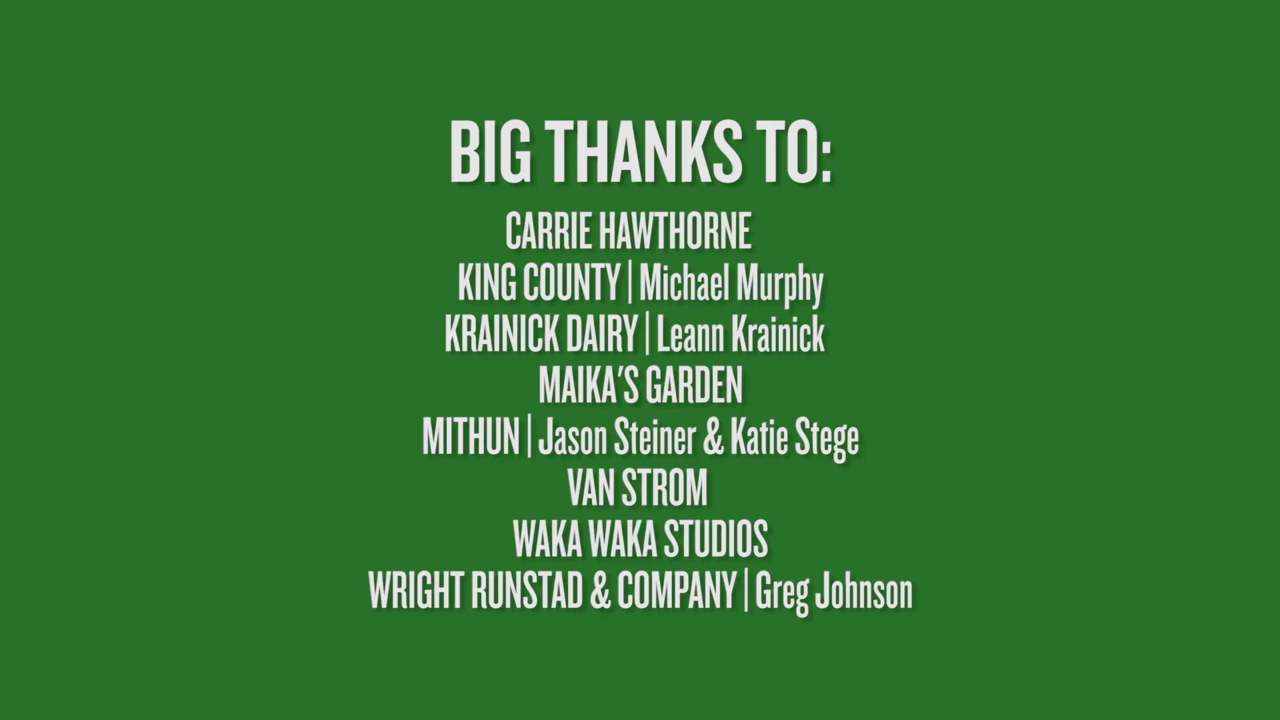 BIG THANKS TO:
CARRIE HAWTHORNE
KING COUNTY | Michael Murphy
KRAINICK DAIRY | Leann Krainick
MAIKA'S GARDEN
MITHUN | Jason Steiner & Katie Stege
VAN STROM
WAKA WAKA STUDIOS
WRIGHT RUNSTAD & COMPANY | Greg Johnson